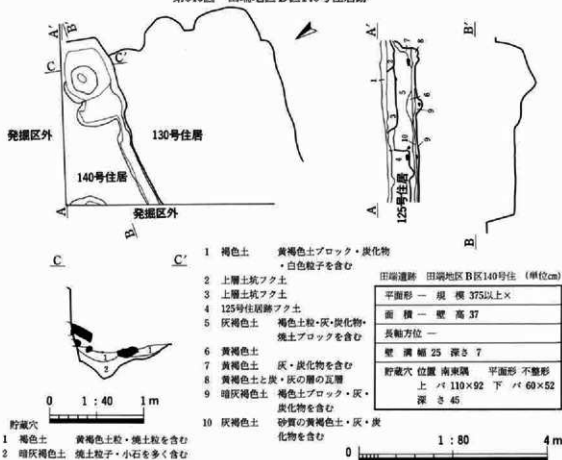 A'
B'
C
C'
発掘区外
130号住居
140号住居
A
発掘区外
B
A'
7
8
1
5
6
9
3
10
4
9
A
125号住居
B'
B
C
C'
1
2
0 1:40 1m
貯蔵穴
1 褐色土 黄褐色土粒・焼土粒を含む
2 暗灰褐色土 焼土粒子・小石を多く含む
1 褐色土 黄褐色土ブロック・炭化物
・白色粒子を含む
2 上層土坑フク土
3 上層土坑フク土
4 125号住居跡フク土
5 灰褐色土 褐色土粒・灰・炭化物・
焼土ブロックを含む
6 黄褐色土
7 黄褐色土 灰・炭化物を含む
8 黄褐色土と炭・灰の層の互層
9 暗灰褐色土 褐色土ブロック・灰・
炭化物を含む
10 灰褐色土 砂質の黄褐色土・灰・炭
化物を含む
田端遺跡 田端地区B区140号住 (単位cm)
平面形 ― 規模 375以上×
面積 ― 壁高 37
長軸方位 ―
壁溝 幅 25 深さ 7
貯蔵穴 位置 南東隅 平面形 不整形
上バ 110×92 下バ 60×52
深さ 45
0 1:80 4m